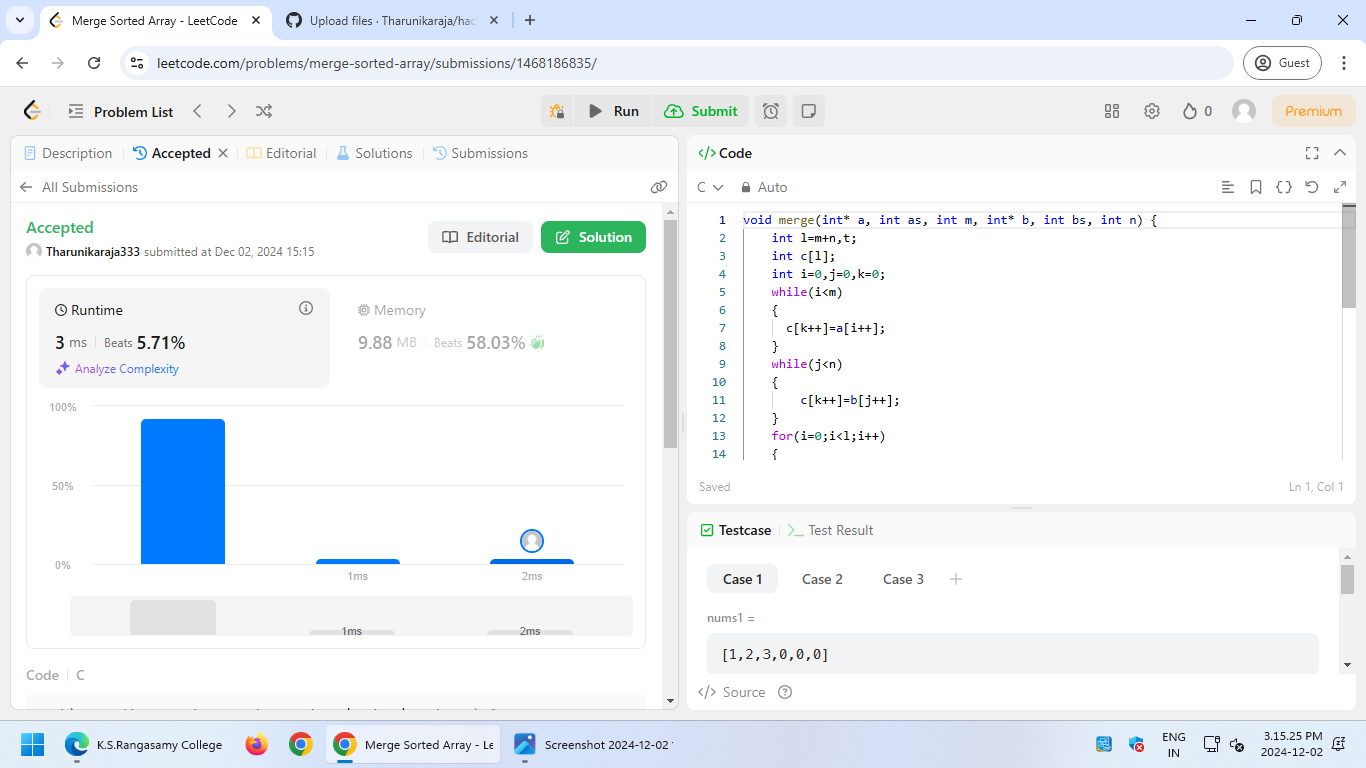 Merge Sorted Array - LeetCode
Upload files · Tharunikaraja/hac
leetcode.com/problems/merge-sorted-array/submissions/1468186835/
Guest
Problem List
Run
Submit
0
Premium
Description
Accepted
Editorial
Solutions
Submissions
All Submissions
Accepted
Tharunikaraja333 submitted at Dec 02, 2024 15:15
Editorial
Solution
Runtime
3 ms
Beats 5.71%
Analyze Complexity
Memory
9.88 MB
Beats 58.03%
100%
50%
0%
1ms
2ms
1ms
2ms
Code
C
</> Code
C
Auto
1 void merge(int* a, int as, int m, int* b, int bs, int n) {
2 int l=m+n,t;
3 int c[l];
4 int i=0,j=0,k=0;
5 while(i<m)
6 {
7 c[k++]=a[i++];
8 }
9 while(j<n)
10 {
11 c[k++]=b[j++];
12 }
13 for(i=0;i<l;i++)
14 {
Saved
Ln 1, Col 1
Testcase
Test Result
Case 1
Case 2
Case 3
nums1 =
[1,2,3,0,0,0]
</> Source
K.S.Rangasamy College
Merge Sorted Array - Le
Screenshot 2024-12-02
ENG
IN
3.15.25 PM
2024-12-02